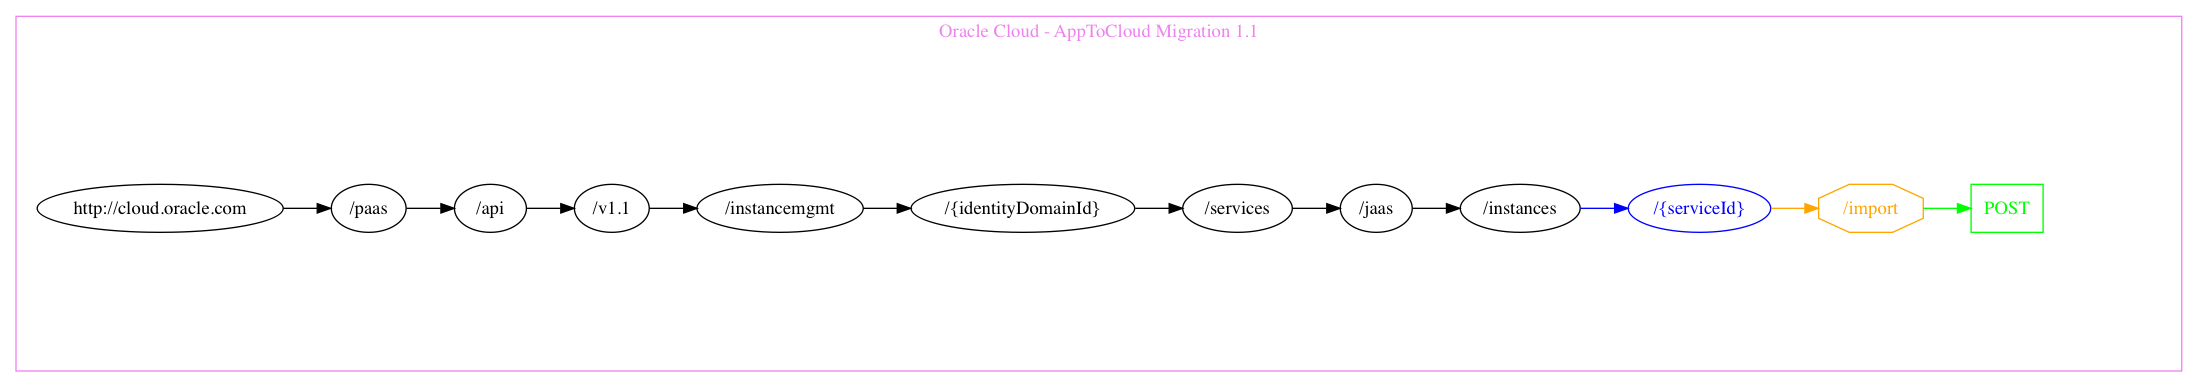 Oracle Cloud - AppToCloud Migration 1.1
http://cloud.oracle.com
/paas
/api
/v1.1
/instancemgmt
/{identityDomainId}
/services
/jaas
/instances
/{serviceId}
/import
POST